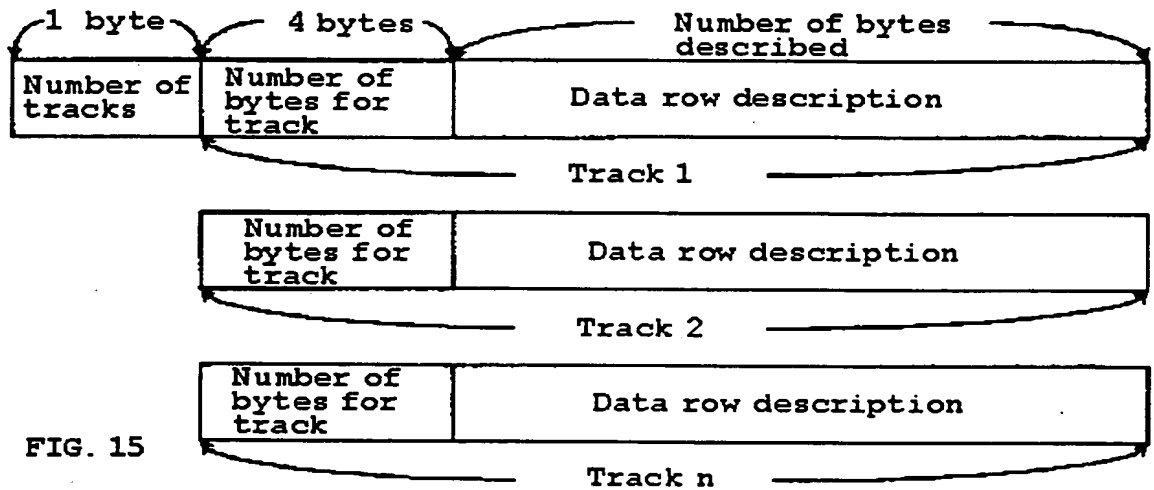 1 byte
4 bytes
Number of bytes
described
Number of
tracks
Number of
bytes for
track
Data row description
Track 1
Number of
bytes for
track
Data row description
Track 2
Number of
bytes for
track
Data row description
FIG. 15
Track n